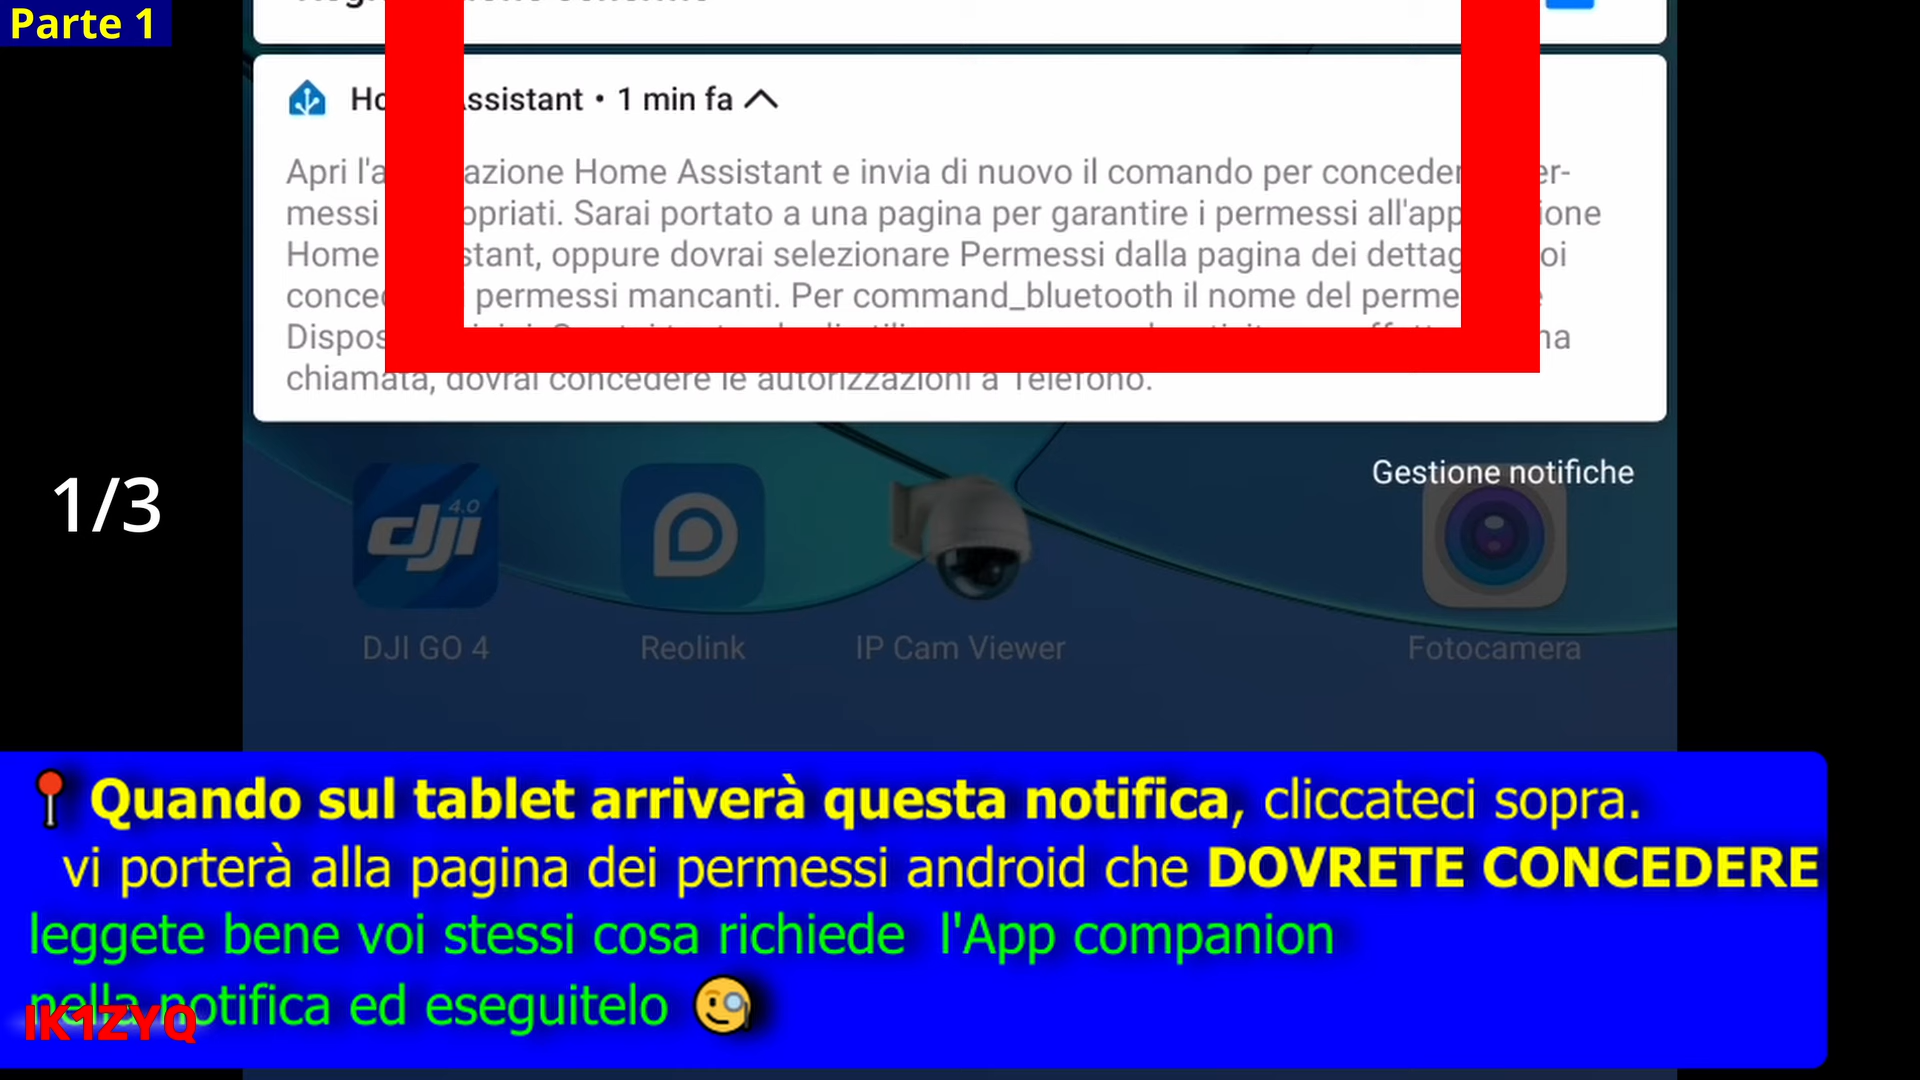 Parte 1
Ho ssistant • 1 min fa
Apri l'a azione Home Assistant e invia di nuovo il comando per conceder er-
messi opriati. Sarai portato a una pagina per garantire i permessi all'app ione
Home stant, oppure dovrai selezionare Permessi dalla pagina dei dettag oi
conced permessi mancanti. Per command_bluetooth il nome del perme
Dispos
chiamata, dovrai concedere le autorizzazioni a Telefono.
Gestione notifiche
1/3
4.0
dji
DJI GO 4
Reolink
IP Cam Viewer
Fotocamera
Quando sul tablet arriverà questa notifica, cliccateci sopra.
vi porterà alla pagina dei permessi android che DOVRETE CONCEDERE
leggete bene voi stessi cosa richiede l'App companion
nella notifica ed eseguitelo
IK1ZYQ